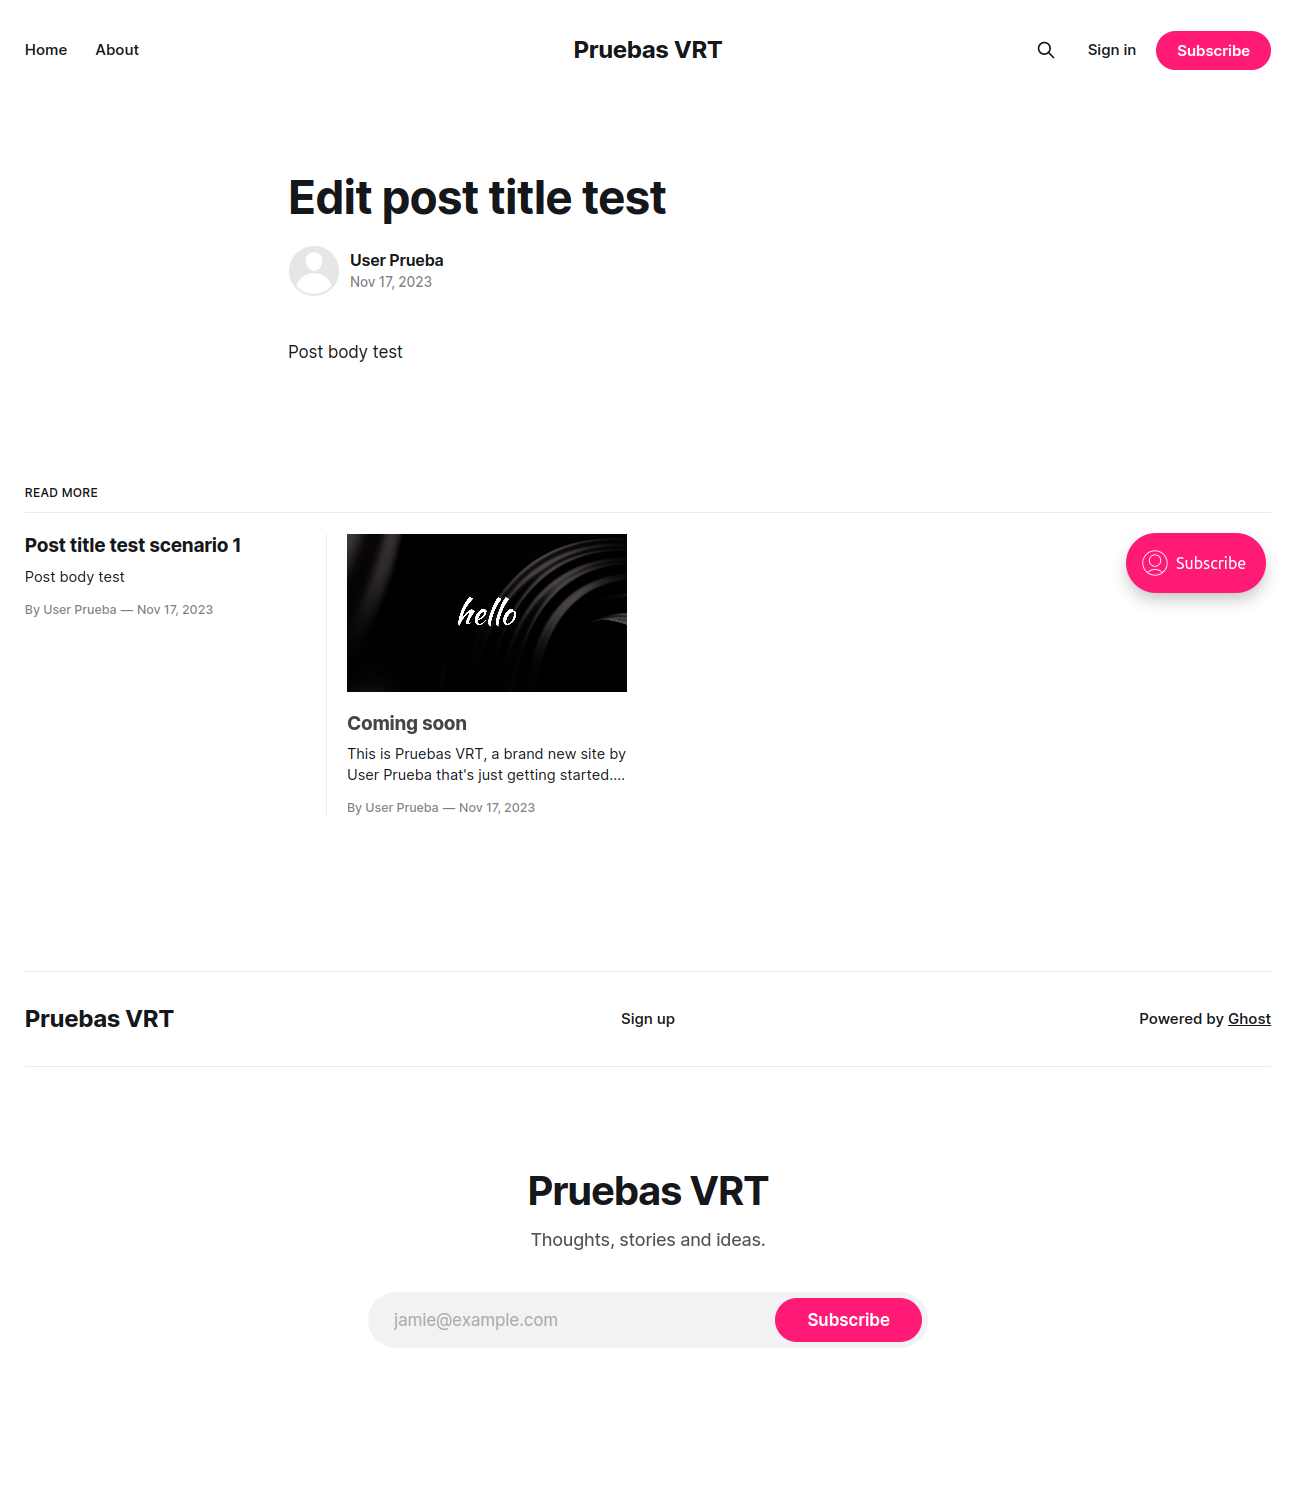 Home About Pruebas VRT Sign in Subscribe
Edit post title test
User Prueba
Nov 17, 2023
Post body test
READ MORE
Post title test scenario 1
Post body test
By User Prueba — Nov 17, 2023
hello
Coming soon
This is Pruebas VRT, a brand new site by
User Prueba that's just getting started....
By User Prueba — Nov 17, 2023
Subscribe
Pruebas VRT Sign up Powered by Ghost
Pruebas VRT
Thoughts, stories and ideas.
jamie@example.com Subscribe